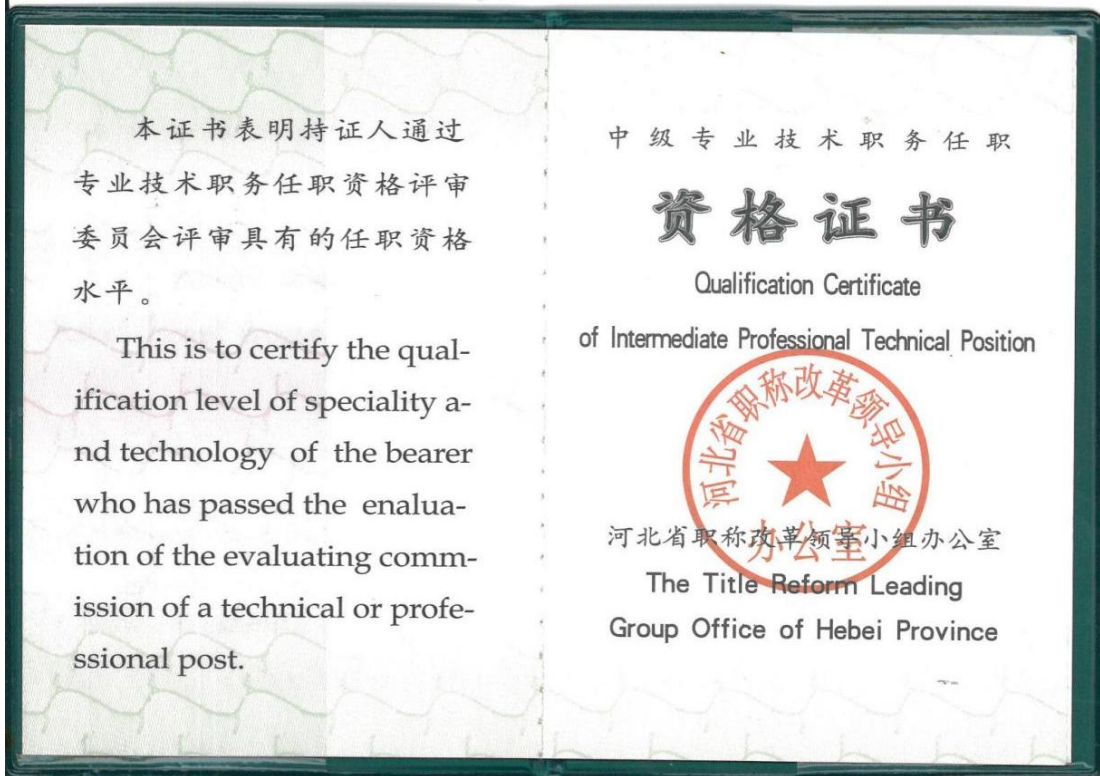 本证书表明持证人通过
专业技术职务任职资格评审
委员会评审具有的任职资格
水平。
This is to certify the qual-
ification level of speciality a-
nd technology of the bearer
who has passed the enalua-
tion of the evaluating comm-
ission of a technical or profe-
ssional post.
中级专业技术职务任职
资格证书
Qualification Certificate
of Intermediate Professional Technical Position
河北省职称改革领导小组
办公室
河北省职称改革领导小组办公室
The Title Reform Leading
Group Office of Hebei Province